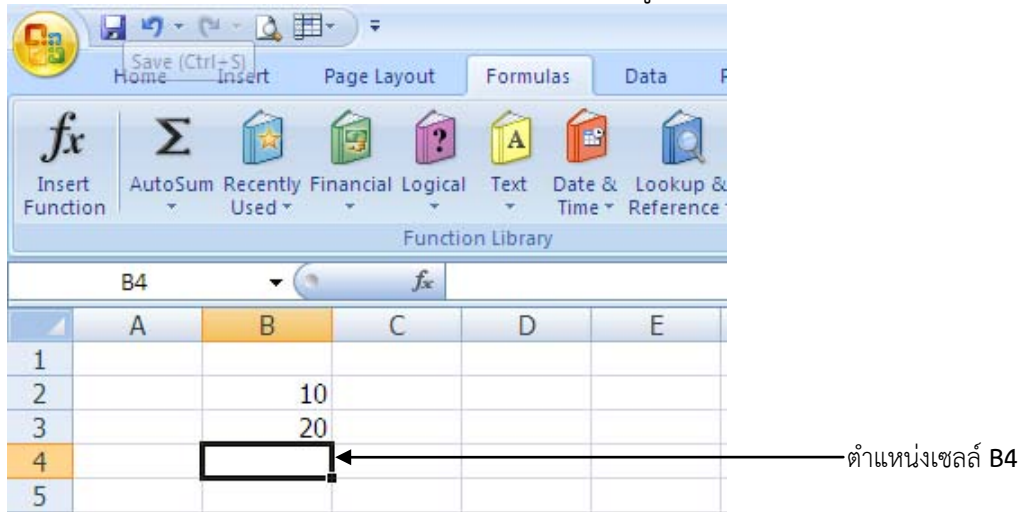 Save (Ctrl+S)
Home Insert Page Layout Formulas Data
Insert Function AutoSum Recently Used Financial Logical Text Date & Time Lookup & Reference
Function Library
B4 fx
A B C D E
1
2 10
3 20
4 ตำแหน่งเซลล์ B4
5